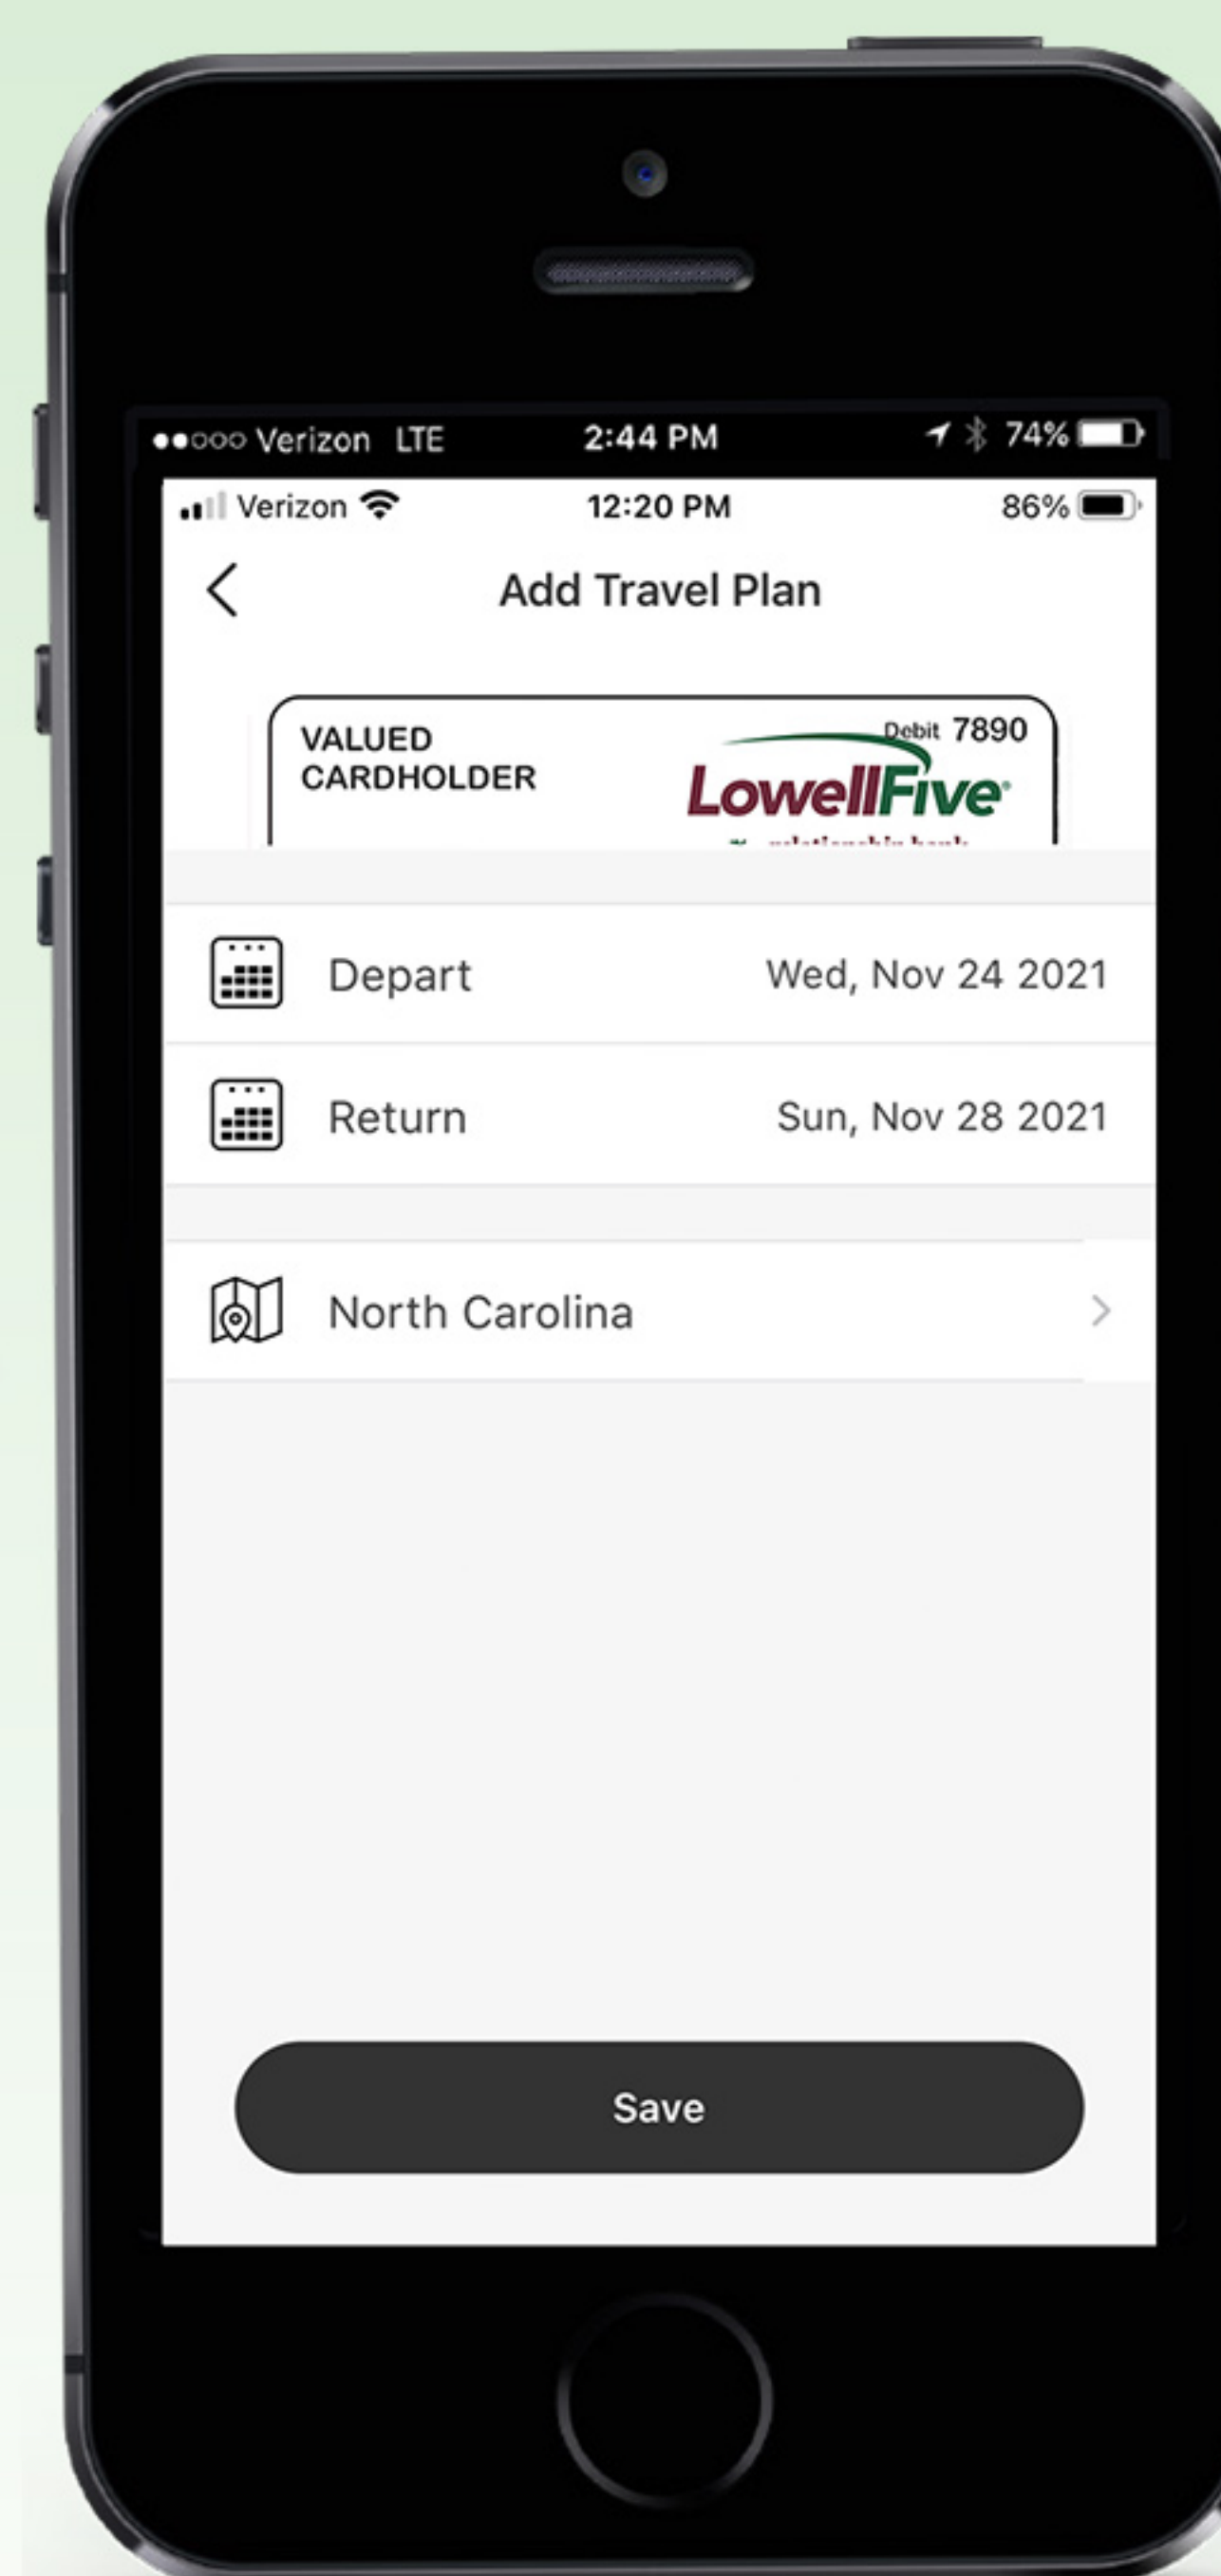 Verizon LTE 2:44 PM 74%
Verizon 12:20 PM 86%
Add Travel Plan
VALUED
CARDHOLDER
Debit 7890
LowellFive®
Depart Wed, Nov 24 2021
Return Sun, Nov 28 2021
North Carolina
Save